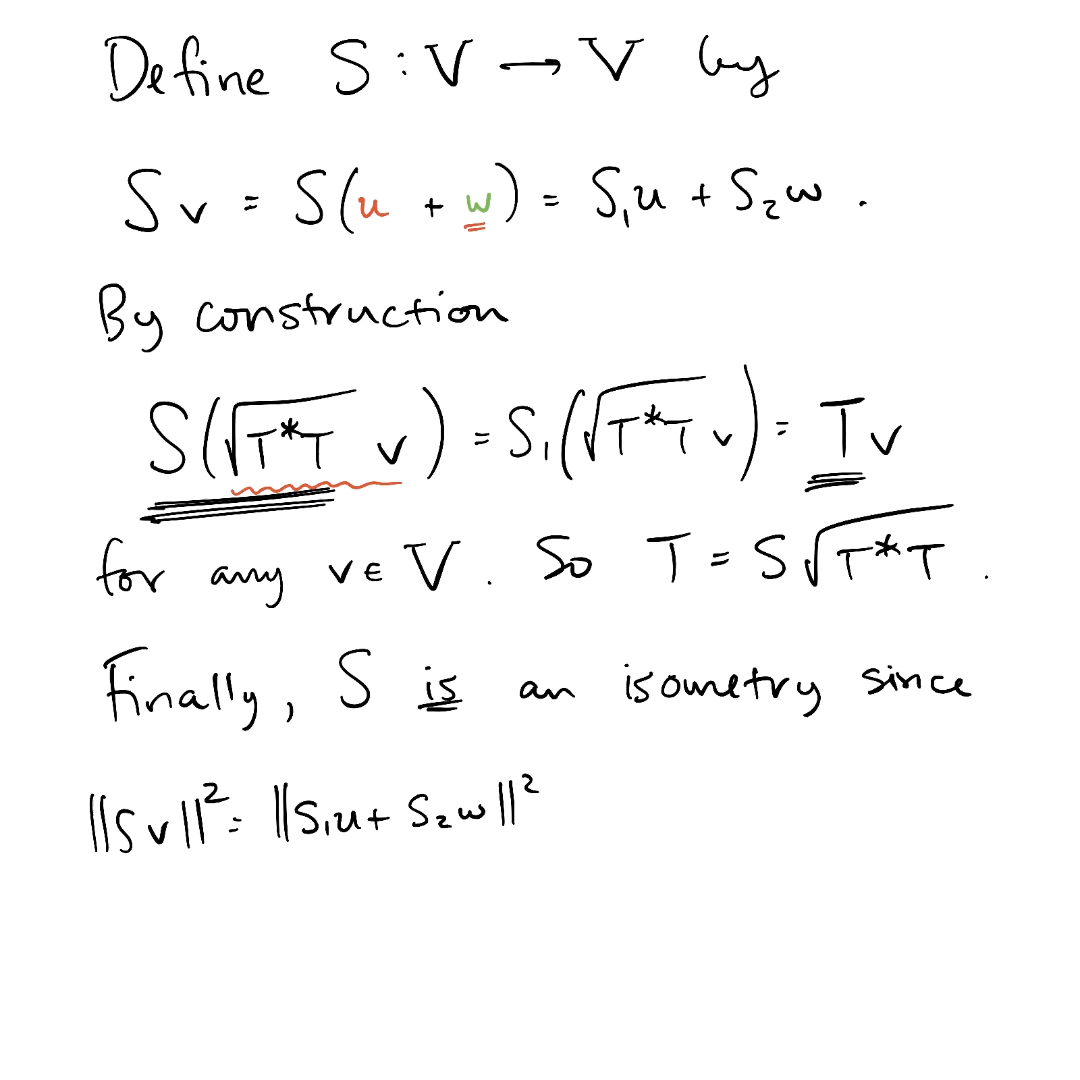 Define S : V → V by
Sv = S(u + w) = S₁u + S₂w .
By construction
S(√T*T v) = S₁(√T*T v) = Tv
for any v ∈ V . So T = S√T*T .
Finally, S is an isometry since
||Sv||² = ||S₁u + S₂w||²